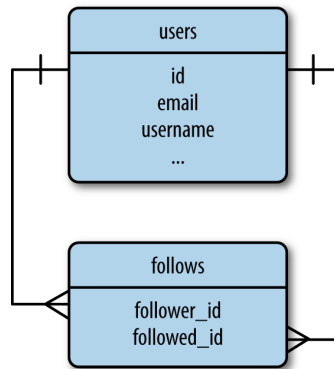 users
id
email
username
...
follows
follower_id
followed_id